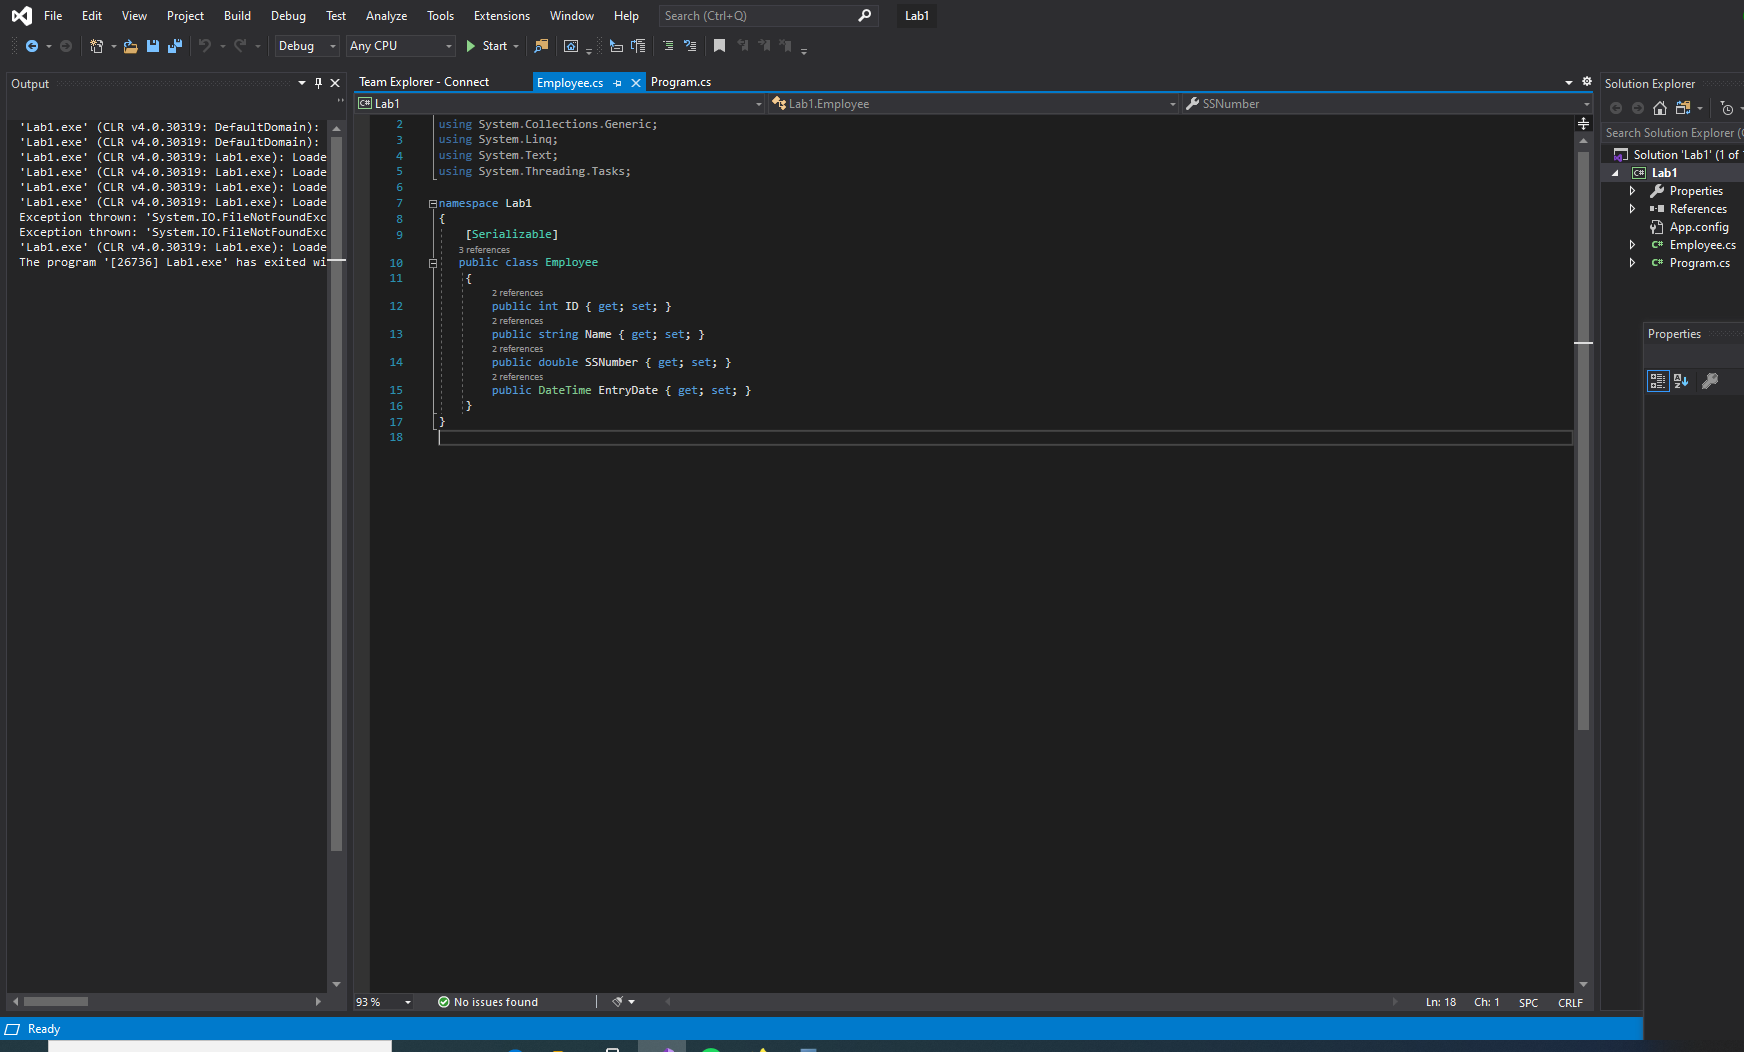 File Edit View Project Build Debug Test Analyze Tools Extensions Window Help Search (Ctrl+Q) Lab1
Debug Any CPU Start
Output
'Lab1.exe' (CLR v4.0.30319: DefaultDomain):
'Lab1.exe' (CLR v4.0.30319: DefaultDomain):
'Lab1.exe' (CLR v4.0.30319: Lab1.exe): Loade
'Lab1.exe' (CLR v4.0.30319: Lab1.exe): Loade
'Lab1.exe' (CLR v4.0.30319: Lab1.exe): Loade
'Lab1.exe' (CLR v4.0.30319: Lab1.exe): Loade
Exception thrown: 'System.IO.FileNotFoundExc
Exception thrown: 'System.IO.FileNotFoundExc
'Lab1.exe' (CLR v4.0.30319: Lab1.exe): Loade
The program '[26736] Lab1.exe' has exited wi
Team Explorer - Connect Employee.cs Program.cs
C# Lab1 Lab1.Employee SSNumber
2 using System.Collections.Generic;
3 using System.Linq;
4 using System.Text;
5 using System.Threading.Tasks;
6
7 namespace Lab1
8 {
9 [Serializable]
3 references
10 public class Employee
11 {
2 references
12 public int ID { get; set; }
2 references
13 public string Name { get; set; }
2 references
14 public double SSNumber { get; set; }
2 references
15 public DateTime EntryDate { get; set; }
16 }
17 }
18
93 % No issues found Ln: 18 Ch: 1 SPC CRLF
Solution Explorer
Search Solution Explorer (
Solution 'Lab1' (1 of
C# Lab1
Properties
References
App.config
C# Employee.cs
C# Program.cs
Properties
Ready